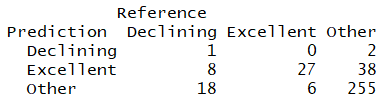 Reference
Prediction Declining Excellent Other
Declining 1 0 2
Excellent 8 27 38
Other 18 6 255